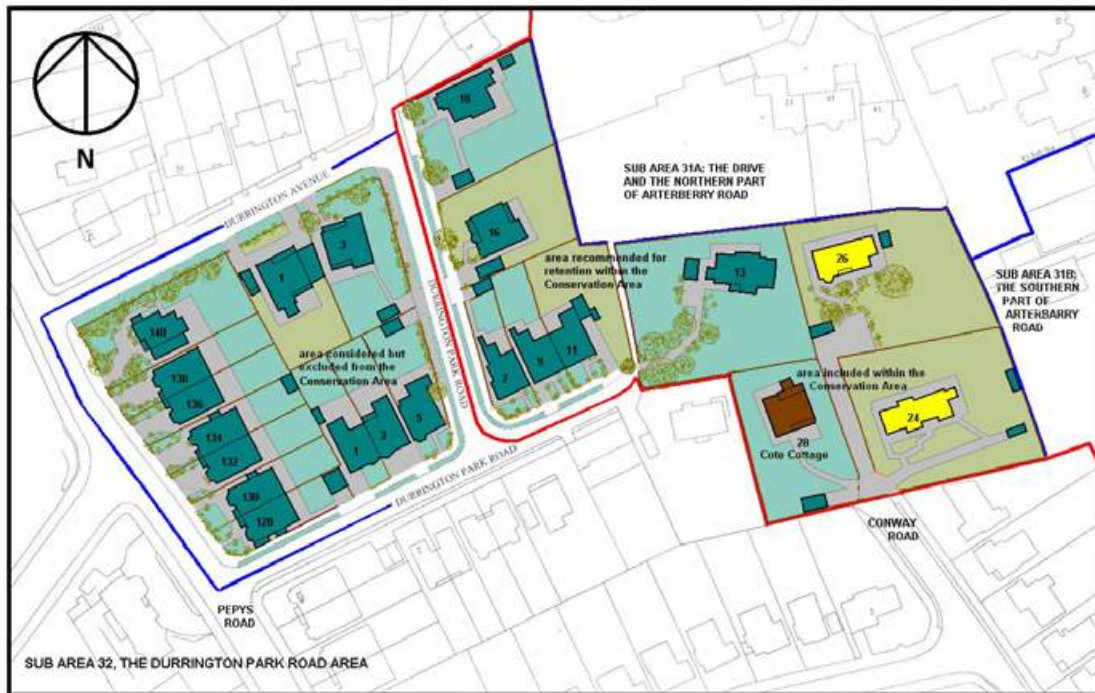 N
DURRINGTON AVENUE
18
SUB AREA 31A: THE DRIVE
AND THE NORTHERN PART
OF ARTERBERRY ROAD
3
1
16
13
26
area recommended for
retention within the
Conservation Area
SUB AREA 31B;
THE SOUTHERN
PART OF
ARTERBARRY
ROAD
DURRINGTON PARK ROAD
140
138
136
134
132
130
128
area considered but
excluded from the
Conservation Area
1
3
5
7
9
11
area included within the
Conservation Area
24
28
Cote Cottage
DURRINGTON PARK ROAD
CONWAY
ROAD
PEPYS
ROAD
SUB AREA 32, THE DURRINGTON PARK ROAD AREA